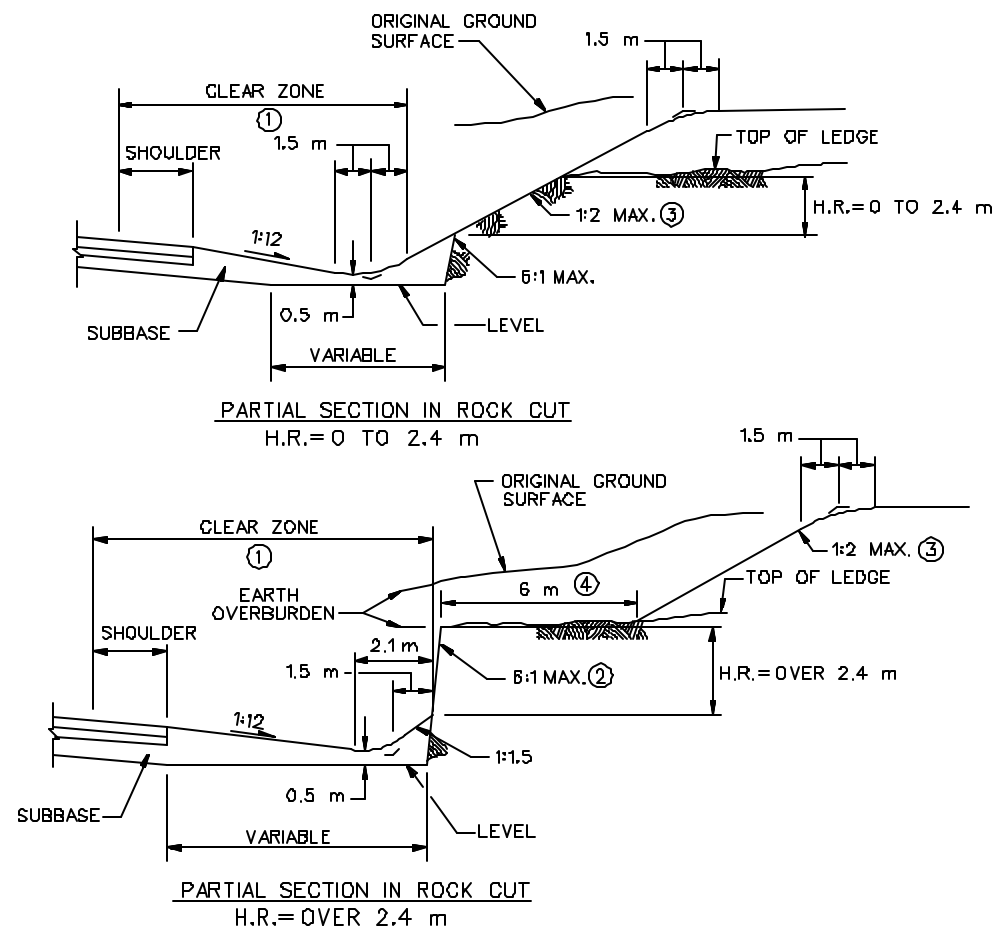 ORIGINAL GROUND
SURFACE
1.5 m
CLEAR ZONE
1
1.5 m
SHOULDER
TOP OF LEDGE
1:2 MAX. 3
H.R.= 0 TO 2.4 m
1:12
6:1 MAX.
0.5 m
LEVEL
SUBBASE
VARIABLE
PARTIAL SECTION IN ROCK CUT
H.R.= 0 TO 2.4 m
1.5 m
ORIGINAL GROUND
SURFACE
CLEAR ZONE
1
1:2 MAX. 3
TOP OF LEDGE
6 m 4
EARTH
OVERBURDEN
SHOULDER
2.1 m
1.5 m
6:1 MAX. 2
H.R.= OVER 2.4 m
1:12
1:1.5
0.5 m
SUBBASE
LEVEL
VARIABLE
PARTIAL SECTION IN ROCK CUT
H.R.= OVER 2.4 m